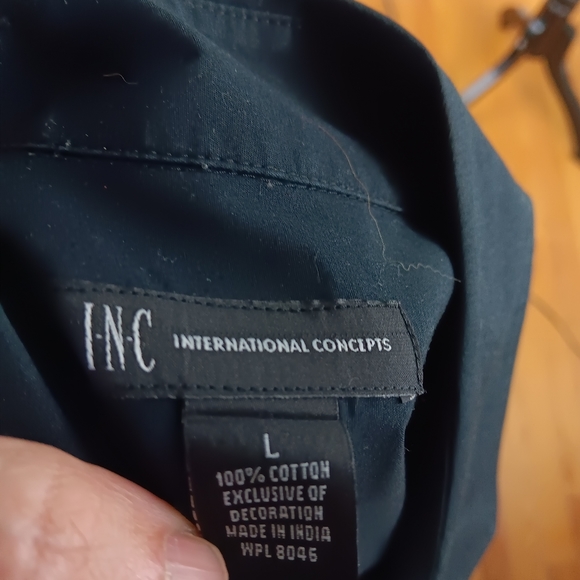 I·N·C INTERNATIONAL CONCEPTS
L
100% COTTON
EXCLUSIVE OF
DECORATION
MADE IN INDIA
WPL 8046